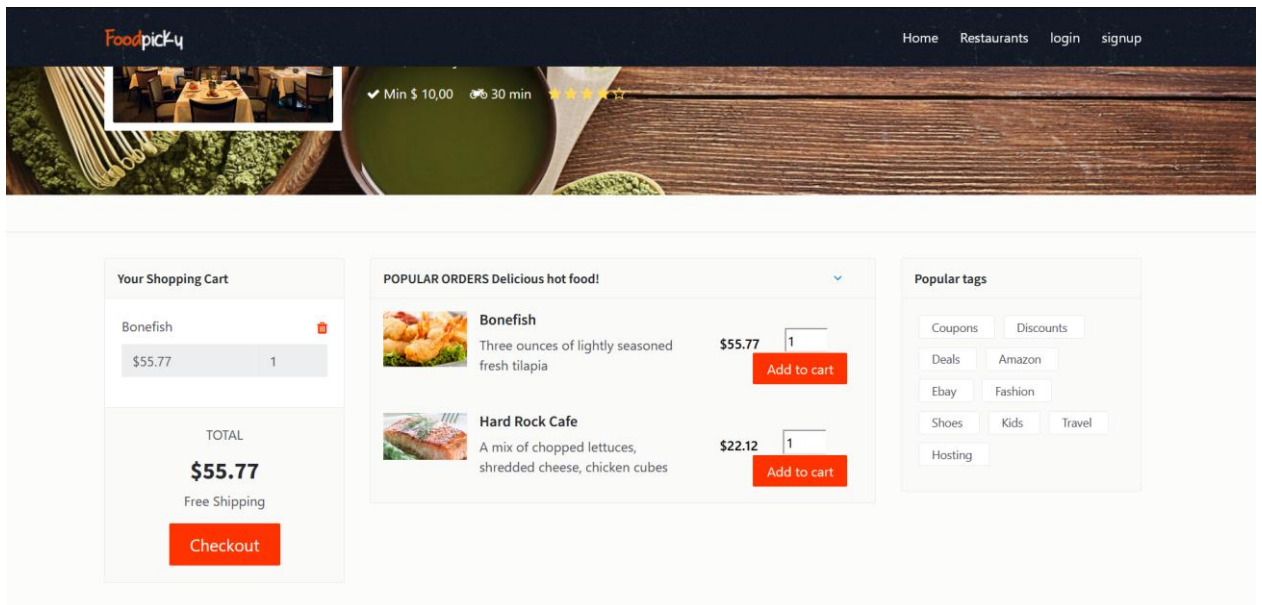 Foodpicky
Home Restaurants login signup
Min $ 10,00 30 min
Your Shopping Cart
Bonefish
$55.77 1
TOTAL
$55.77
Free Shipping
Checkout
POPULAR ORDERS Delicious hot food!
Bonefish
Three ounces of lightly seasoned
fresh tilapia
$55.77 1
Add to cart
Hard Rock Cafe
A mix of chopped lettuces,
shredded cheese, chicken cubes
$22.12 1
Add to cart
Popular tags
Coupons Discounts
Deals Amazon
Ebay Fashion
Shoes Kids Travel
Hosting